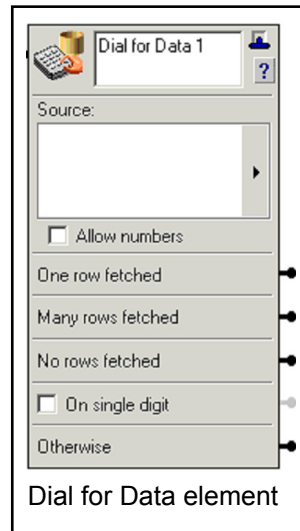 Dial for Data 1
?
Source:
Allow numbers
One row fetched
Many rows fetched
No rows fetched
On single digit
Otherwise
Dial for Data element